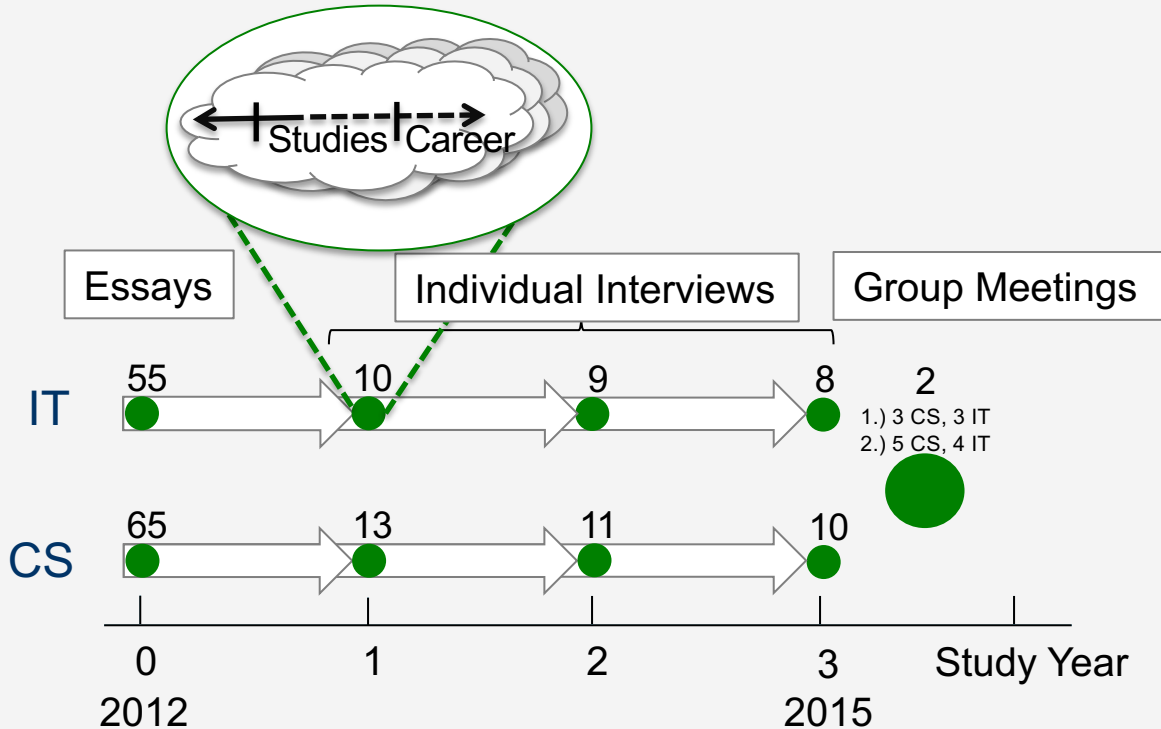 Studies Career
Essays
Individual Interviews
Group Meetings
IT
55
10
9
8
2
1.) 3 CS, 3 IT
2.) 5 CS, 4 IT
CS
65
13
11
10
0 1 2 3 Study Year
2012 2015